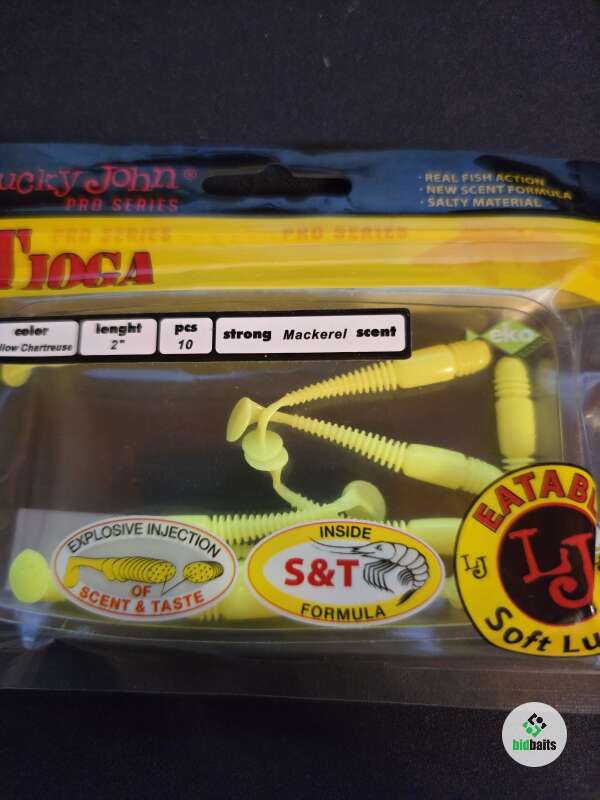 ucky John®
PRO SERIES
· REAL FISH ACTION
· NEW SCENT FORMULA
· SALTY MATERIAL
PRO SERIES PRO SERIES
TIOGA
color
llow Chartreuse
lenght
2"
pcs
10
strong Mackerel scent
eko
EXPLOSIVE INJECTION
OF
SCENT & TASTE
INSIDE
S&T
FORMULA
EATABL
LJ
LJ
Soft Lu
bidbaits